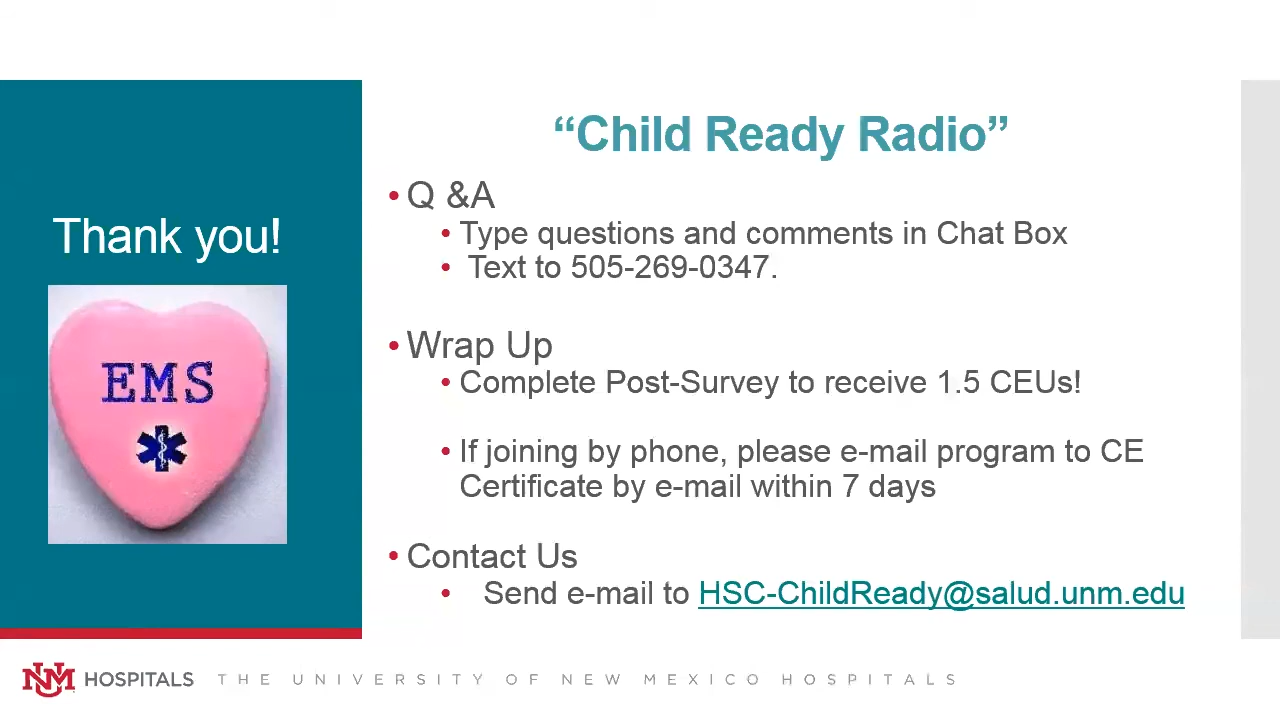 Thank you!
EMS
“Child Ready Radio”
• Q &A
• Type questions and comments in Chat Box
• Text to 505-269-0347.
• Wrap Up
• Complete Post-Survey to receive 1.5 CEUs!
• If joining by phone, please e-mail program to CE
Certificate by e-mail within 7 days
• Contact Us
• Send e-mail to HSC-ChildReady@salud.unm.edu
UNM HOSPITALS THE UNIVERSITY OF NEW MEXICO HOSPITALS